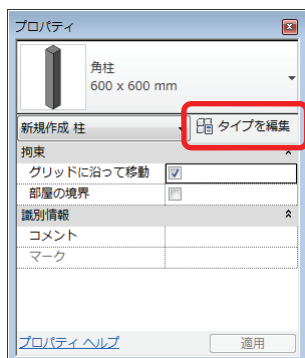 プロパティ
角柱
600 x 600 mm
新規作成 柱
タイプを編集
拘束
グリッドに沿って移動
部屋の境界
識別情報
コメント
マーク
プロパティ ヘルプ
適用